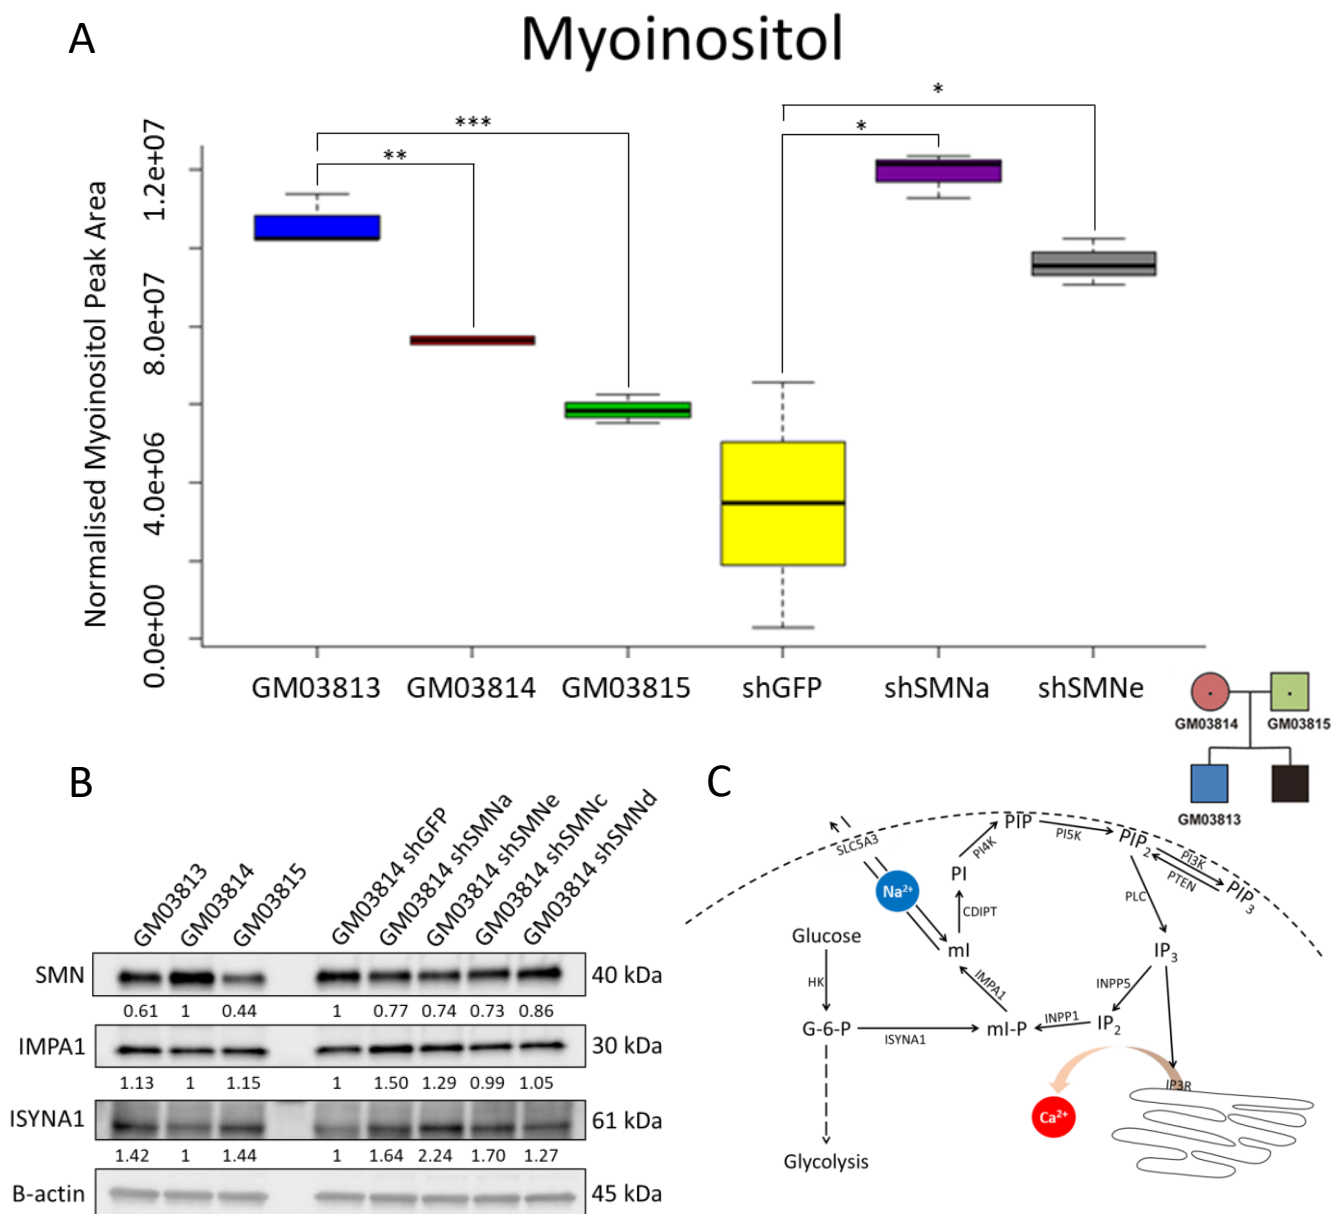 A
Myoinositol
Normalised Myoinositol Peak Area
1.2e+07
8.0e+07
4.0e+06
0.0e+00
***
**
*
*
GM03813 GM03814 GM03815 shGFP shSMNa shSMNe
GM03814 GM03815
GM03813
B
GM03813 GM03814 GM03815 GM03814 shGFP GM03814 shSMNa GM03814 shSMNe GM03814 shSMNc GM03814 shSMNd
SMN 40 kDa
0.61 1 0.44 1 0.77 0.74 0.73 0.86
IMPA1 30 kDa
1.13 1 1.15 1 1.50 1.29 0.99 1.05
ISYNA1 61 kDa
1.42 1 1.44 1 1.64 2.24 1.70 1.27
B-actin 45 kDa
C
I
SLC5A3
Na²⁺
PIP
PI4K
PI5K
PIP₂
PI3K
PTEN
PIP₃
PI
CDIPT
PLC
Glucose
mI
IP₃
HK
IMPA1
INPP5
G-6-P
ISYNA1
mI-P
INPP1
IP₂
IP3R
Ca²⁺
Glycolysis